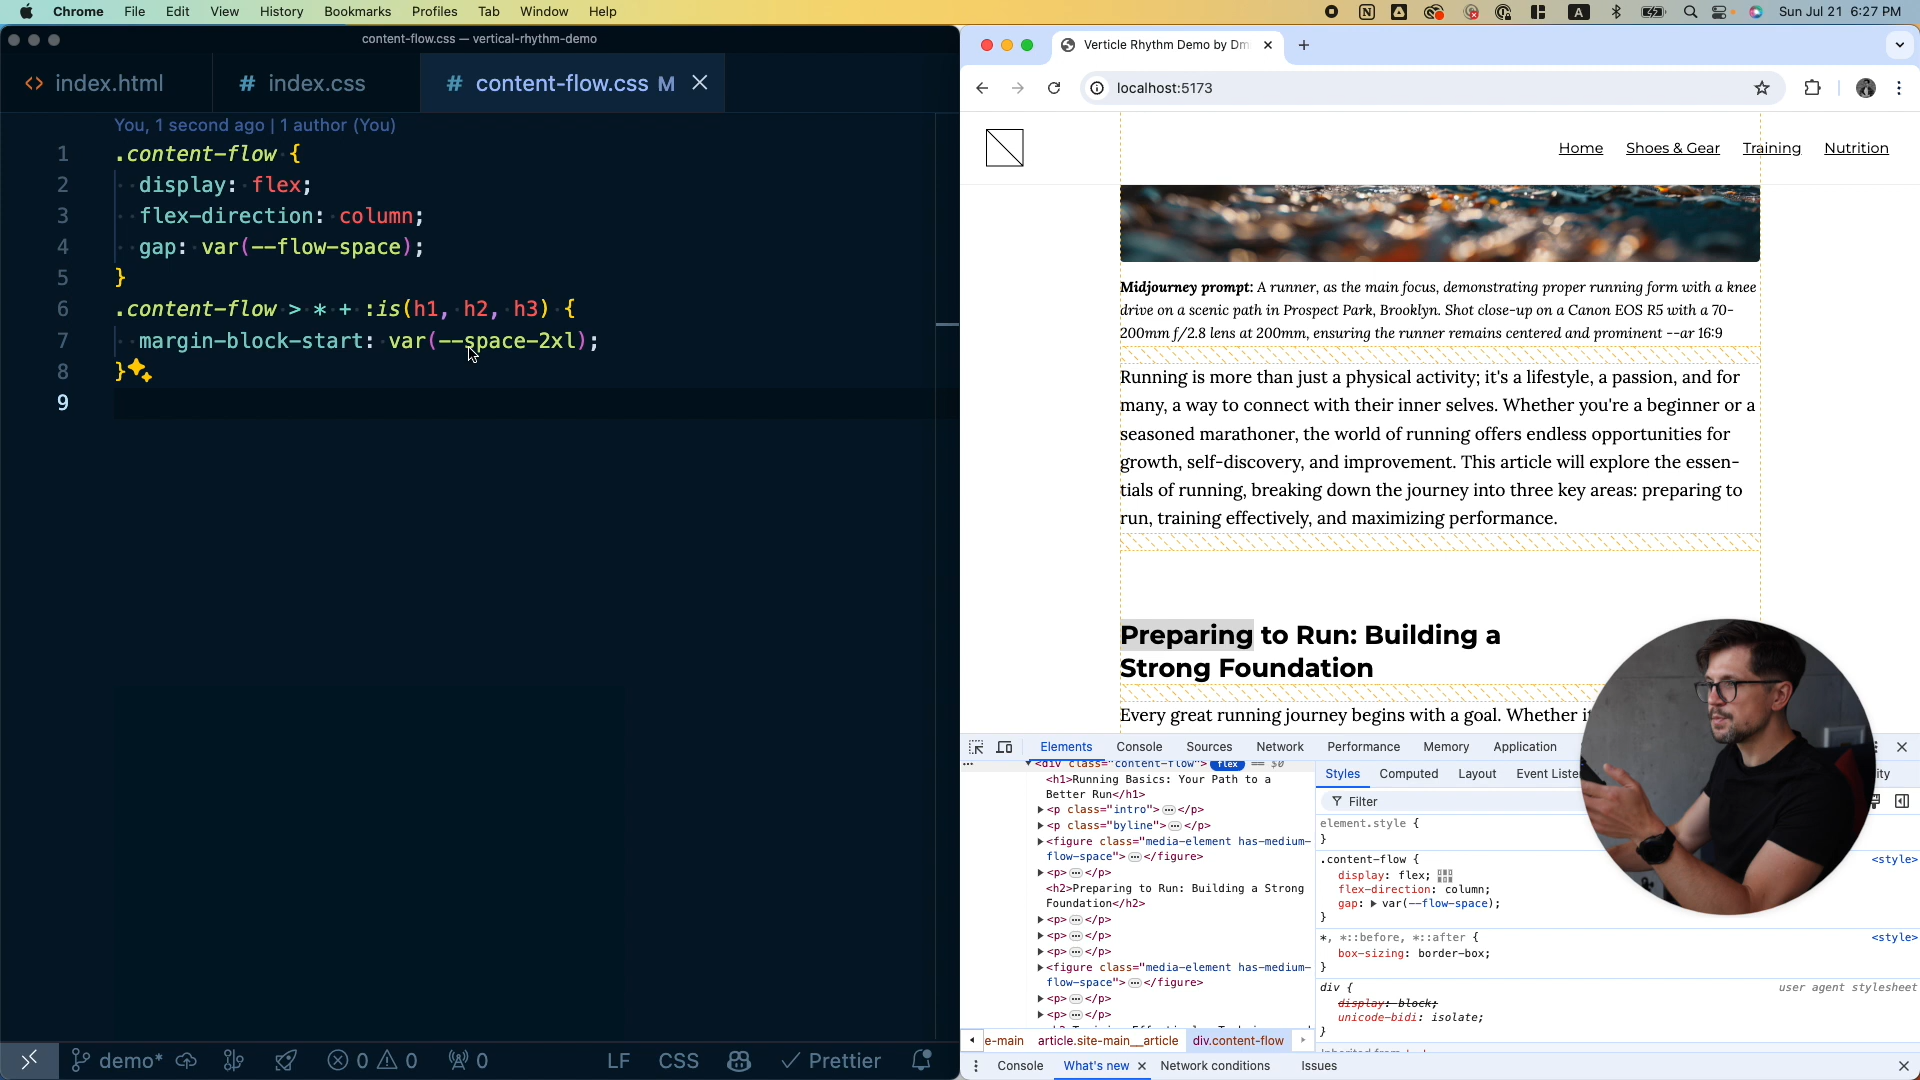 Chrome File Edit View History Bookmarks Profiles Tab Window Help
A
Sun Jul 21 6:27 PM
content-flow.css — vertical-rhythm-demo
<> index.html # index.css # content-flow.css M
You, 1 second ago | 1 author (You)
1 .content-flow {
2 display: flex;
3 flex-direction: column;
4 gap: var(--flow-space);
5 }
6 .content-flow > * + :is(h1, h2, h3) {
7 margin-block-start: var(--space-2xl);
8 }
9
demo* 0 0 0 LF CSS Prettier
Verticle Rhythm Demo by Dm
localhost:5173
Home Shoes & Gear Training Nutrition
Midjourney prompt: A runner, as the main focus, demonstrating proper running form with a knee
drive on a scenic path in Prospect Park, Brooklyn. Shot close-up on a Canon EOS R5 with a 70-
200mm f/2.8 lens at 200mm, ensuring the runner remains centered and prominent --ar 16:9
Running is more than just a physical activity; it's a lifestyle, a passion, and for
many, a way to connect with their inner selves. Whether you're a beginner or a
seasoned marathoner, the world of running offers endless opportunities for
growth, self-discovery, and improvement. This article will explore the essen-
tials of running, breaking down the journey into three key areas: preparing to
run, training effectively, and maximizing performance.
Preparing to Run: Building a
Strong Foundation
Every great running journey begins with a goal. Whether
Elements Console Sources Network Performance Memory Application
<div class="content-flow"> flex == $0
<h1>Running Basics: Your Path to a
Better Run</h1>
<p class="intro"> … </p>
<p class="byline"> … </p>
<figure class="media-element has-medium-
flow-space"> … </figure>
<p> … </p>
<h2>Preparing to Run: Building a Strong
Foundation</h2>
<p> … </p>
<p> … </p>
<p> … </p>
<figure class="media-element has-medium-
flow-space"> … </figure>
<p> … </p>
<p> … </p>
e-main article.site-main__article div.content-flow
Styles Computed Layout Event Liste
Filter
element.style {
}
.content-flow { <style>
display: flex;
flex-direction: column;
gap: var(--flow-space);
}
*, *::before, *::after { <style>
box-sizing: border-box;
}
div { user agent stylesheet
display: block;
unicode-bidi: isolate;
}
Console What's new Network conditions Issues